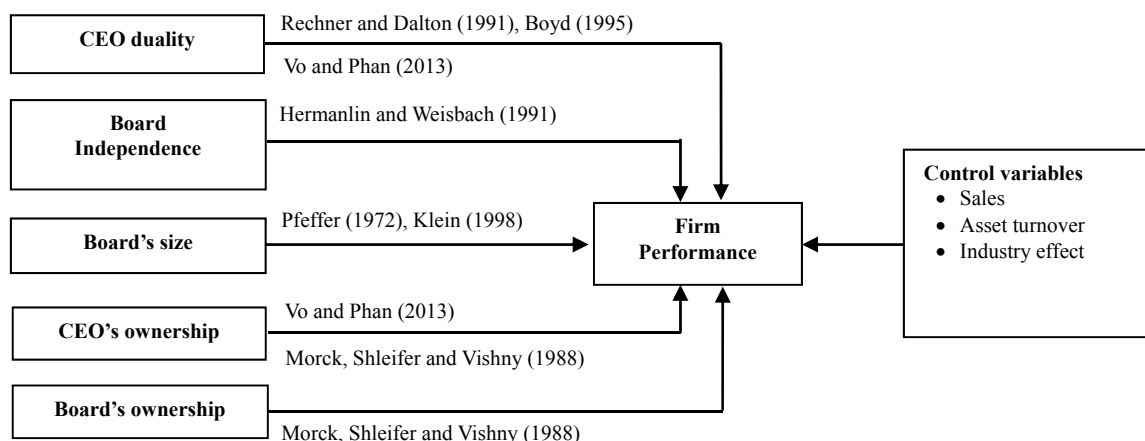 CEO duality
Rechner and Dalton (1991), Boyd (1995)
Vo and Phan (2013)
Board
Independence
Hermanlin and Weisbach (1991)
Board’s size
Pfeffer (1972), Klein (1998)
CEO’s ownership
Vo and Phan (2013)
Morck, Shleifer and Vishny (1988)
Board’s ownership
Morck, Shleifer and Vishny (1988)
Firm
Performance
Control variables
• Sales
• Asset turnover
• Industry effect